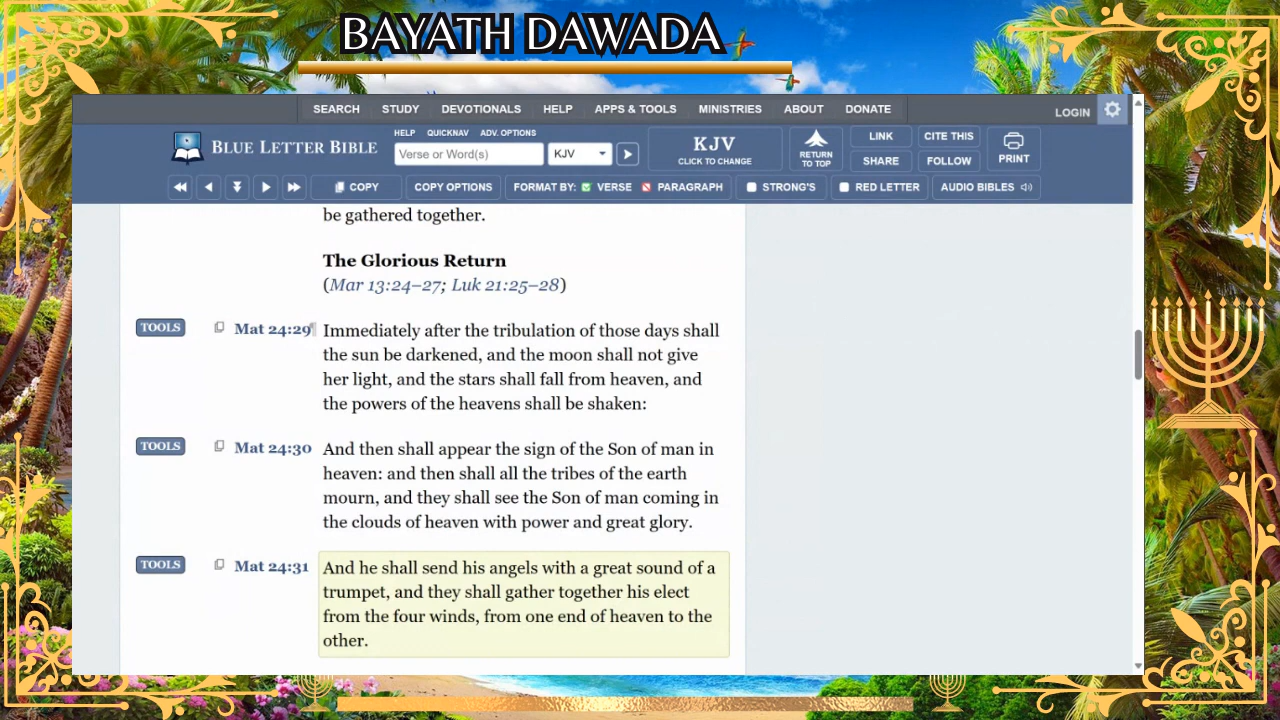 BAYATH DAWADA
SEARCH STUDY DEVOTIONALS HELP APPS & TOOLS MINISTRIES ABOUT DONATE LOGIN
BLUE LETTER BIBLE
HELP QUICKNAV ADV. OPTIONS
Verse or Word(s) KJV
KJV
CLICK TO CHANGE
RETURN
TO TOP
LINK CITE THIS
SHARE FOLLOW
PRINT
COPY COPY OPTIONS FORMAT BY: VERSE PARAGRAPH STRONG'S RED LETTER AUDIO BIBLES
be gathered together.
The Glorious Return
(Mar 13:24–27; Luk 21:25–28)
TOOLS Mat 24:29¶ Immediately after the tribulation of those days shall
the sun be darkened, and the moon shall not give
her light, and the stars shall fall from heaven, and
the powers of the heavens shall be shaken:
TOOLS Mat 24:30 And then shall appear the sign of the Son of man in
heaven: and then shall all the tribes of the earth
mourn, and they shall see the Son of man coming in
the clouds of heaven with power and great glory.
TOOLS Mat 24:31 And he shall send his angels with a great sound of a
trumpet, and they shall gather together his elect
from the four winds, from one end of heaven to the
other.